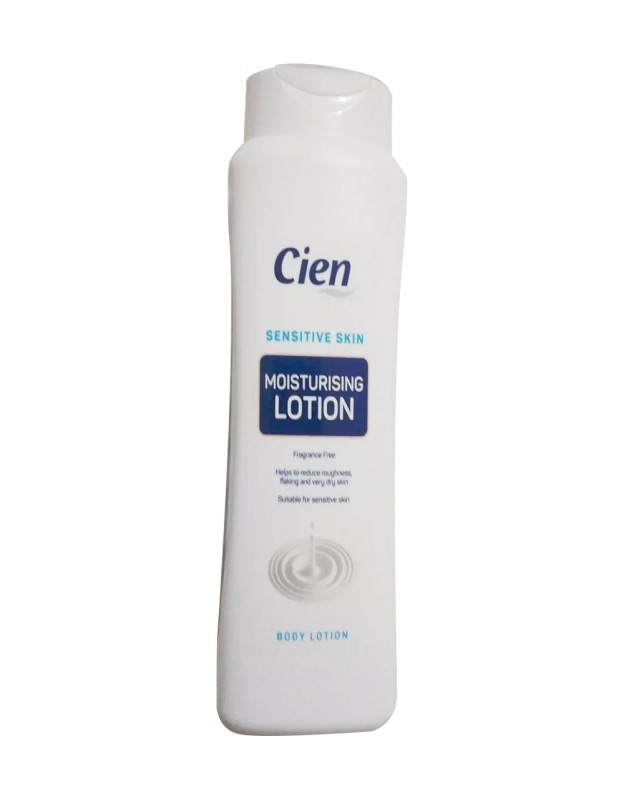 Cien
SENSITIVE SKIN
MOISTURISING
LOTION
Fragrance Free
Helps to reduce roughness,
flaking and very dry skin
Suitable for sensitive skin
BODY LOTION